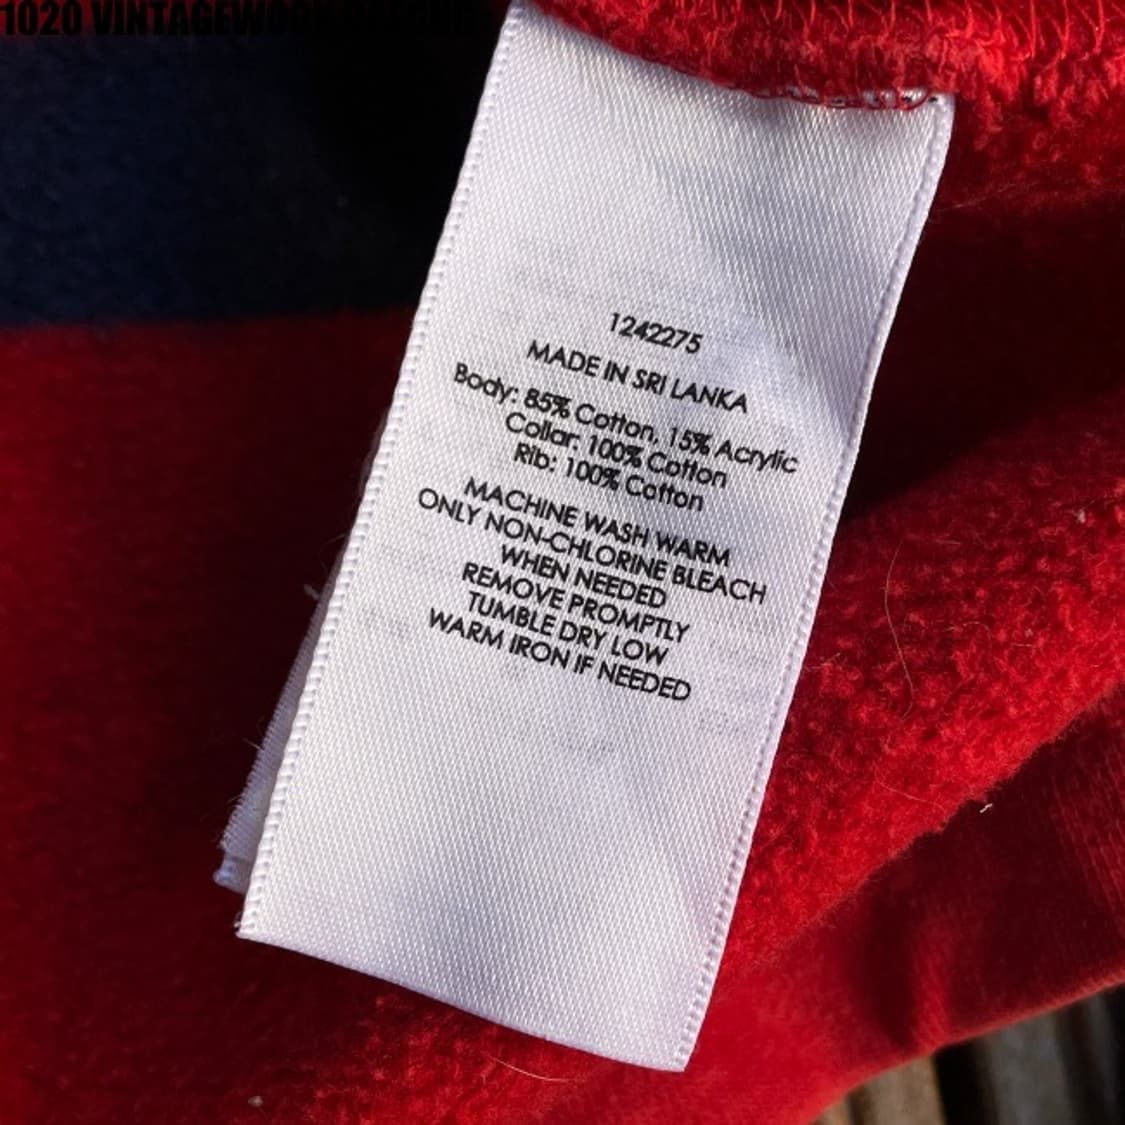 1020 VINTAGEWOOK
1242275
MADE IN SRI LANKA
Body: 85% Cotton, 15% Acrylic
Collar: 100% Cotton
Rib: 100% Cotton
MACHINE WASH WARM
ONLY NON-CHLORINE BLEACH
WHEN NEEDED
REMOVE PROMPTLY
TUMBLE DRY LOW
WARM IRON IF NEEDED